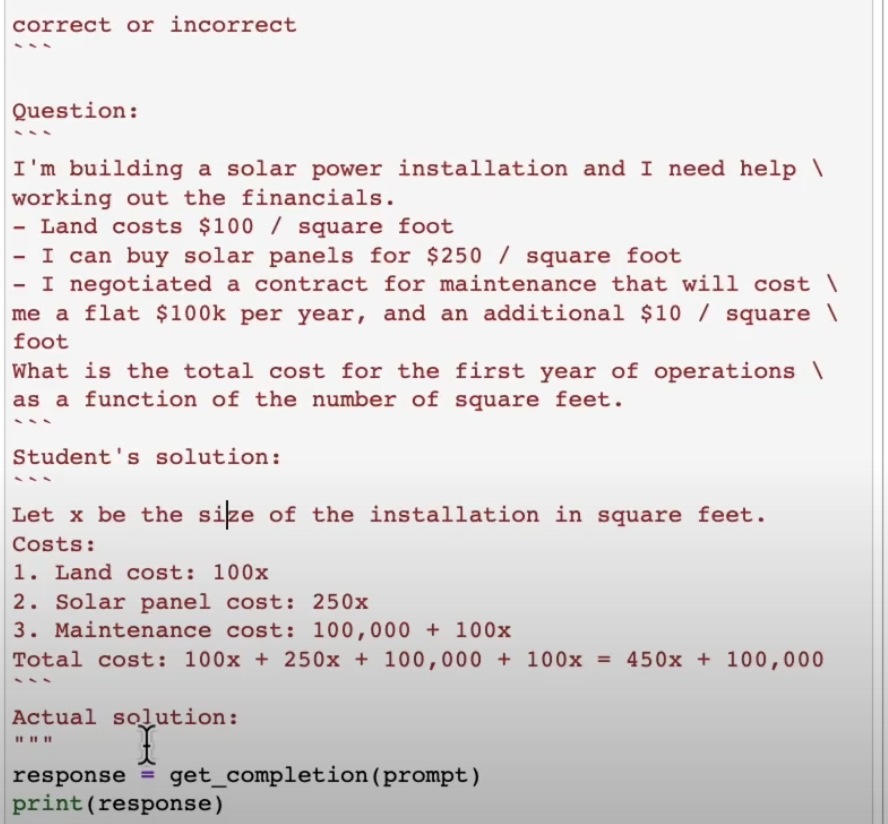 correct or incorrect
```
Question:
```
I'm building a solar power installation and I need help \
working out the financials.
- Land costs $100 / square foot
- I can buy solar panels for $250 / square foot
- I negotiated a contract for maintenance that will cost \
me a flat $100k per year, and an additional $10 / square \
foot
What is the total cost for the first year of operations \
as a function of the number of square feet.
```
Student's solution:
```
Let x be the size of the installation in square feet.
Costs:
1. Land cost: 100x
2. Solar panel cost: 250x
3. Maintenance cost: 100,000 + 100x
Total cost: 100x + 250x + 100,000 + 100x = 450x + 100,000
```
Actual solution:
"""
response = get_completion(prompt)
print(response)